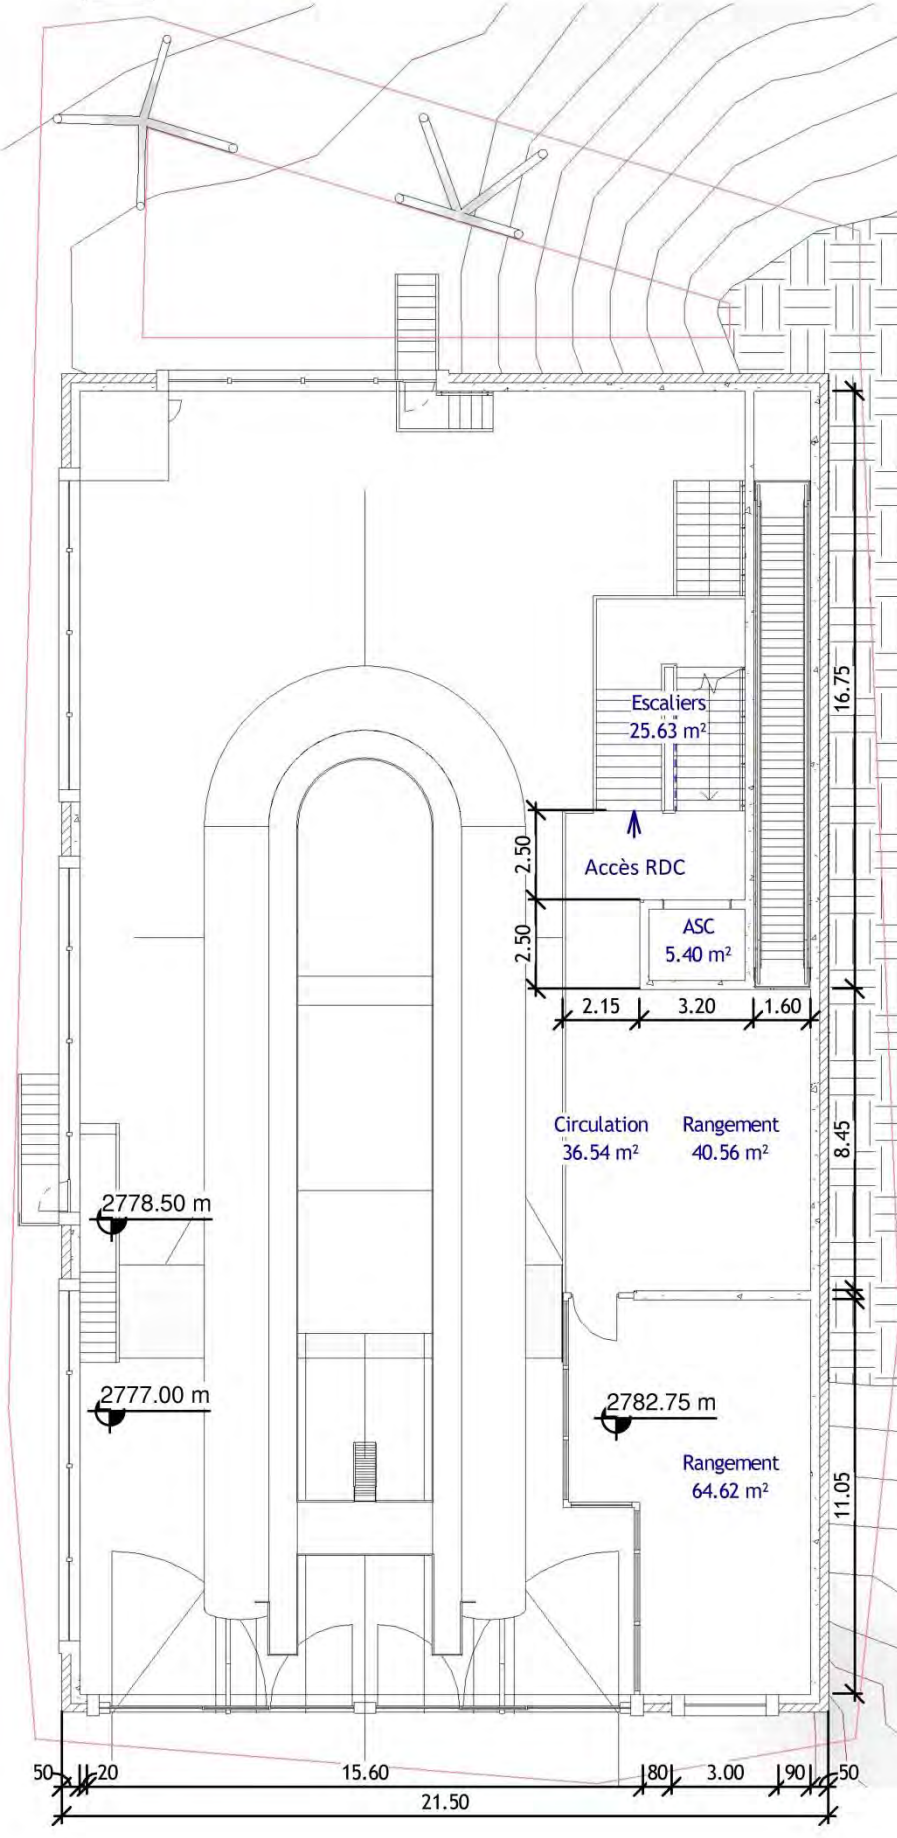 16.75
Escaliers
25.63 m²
2.50
Accès RDC
2.50
ASC
5.40 m²
2.15
3.20
1.60
8.45
Circulation
36.54 m²
Rangement
40.56 m²
2778.50 m
2777.00 m
2782.75 m
Rangement
64.62 m²
11.05
50
20
15.60
80
3.00
90
50
21.50